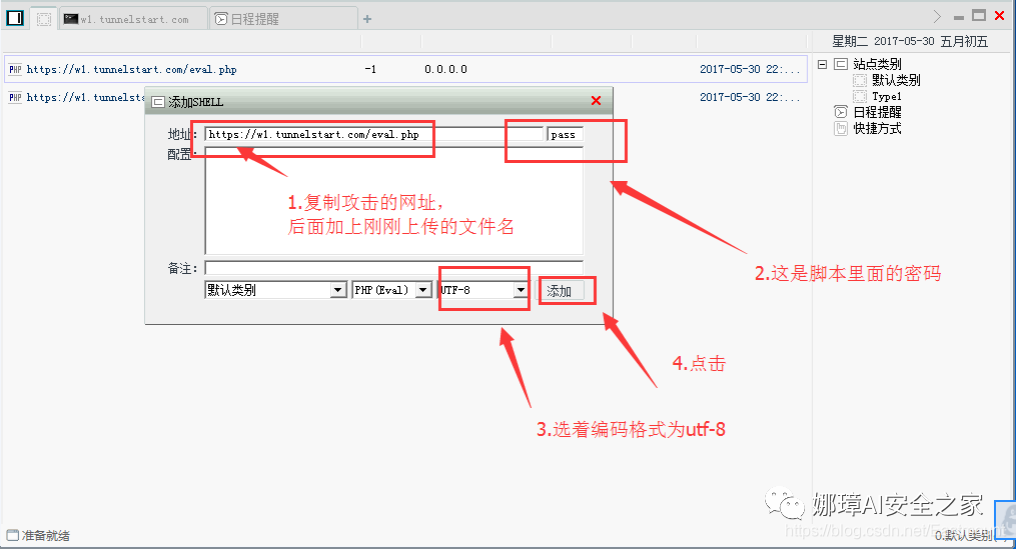 w1.tunnelstart.com
日程提醒
星期二 2017-05-30 五月初五
PHP https://w1.tunnelstart.com/eval.php -1 0.0.0.0 2017-05-30 22:...
PHP https://w1.tunnelst 2017-05-30 22:...
站点类别
默认类别
Type1
日程提醒
快捷方式
添加SHELL
地址: https://w1.tunnelstart.com/eval.php pass
配置:
1.复制攻击的网址,
后面加上刚刚上传的文件名
2.这是脚本里面的密码
备注:
默认类别 PHP(Eval) UTF-8 添加
4.点击
3.选着编码格式为utf-8
娜璋AI安全之家
准备就绪
0.默认类别(